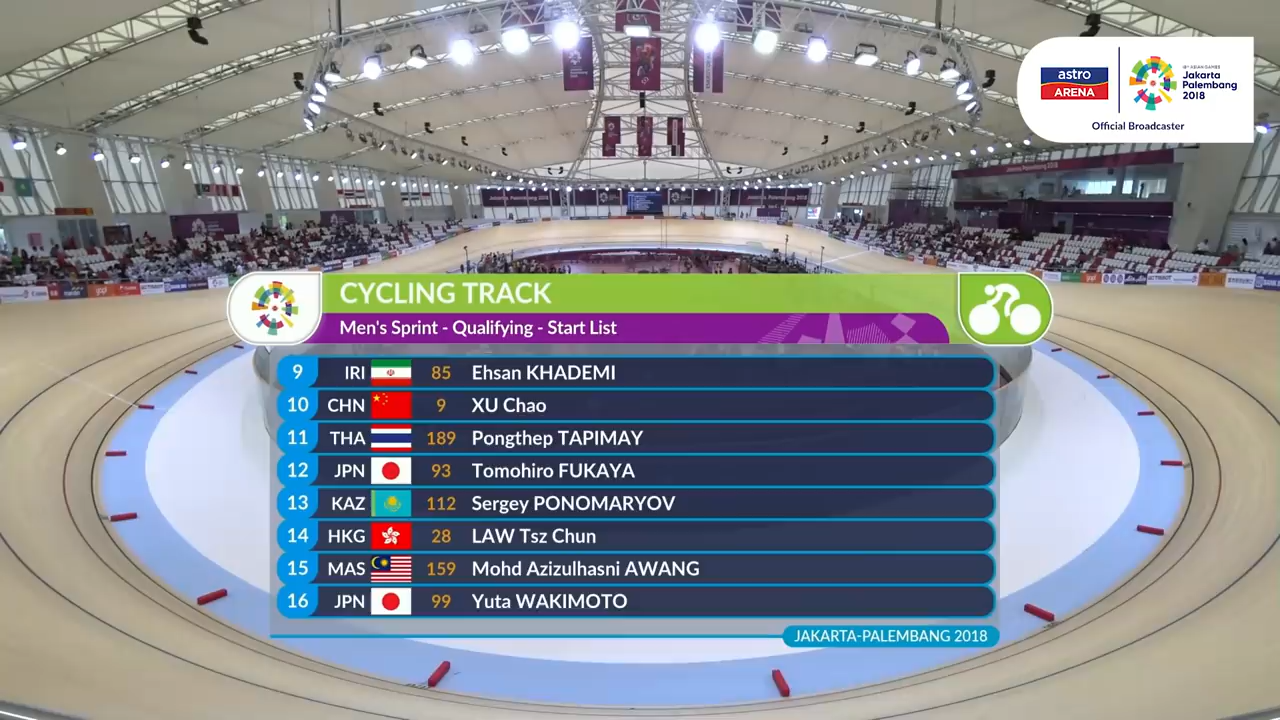 astro
ARENA
18th ASIAN GAMES
Jakarta
Palembang
2018
Official Broadcaster
CYCLING TRACK
Men's Sprint - Qualifying - Start List
9 IRI 85 Ehsan KHADEMI
10 CHN 9 XU Chao
11 THA 189 Pongthep TAPIMAY
12 JPN 93 Tomohiro FUKAYA
13 KAZ 112 Sergey PONOMARYOV
14 HKG 28 LAW Tsz Chun
15 MAS 159 Mohd Azizulhasni AWANG
16 JPN 99 Yuta WAKIMOTO
JAKARTA-PALEMBANG 2018